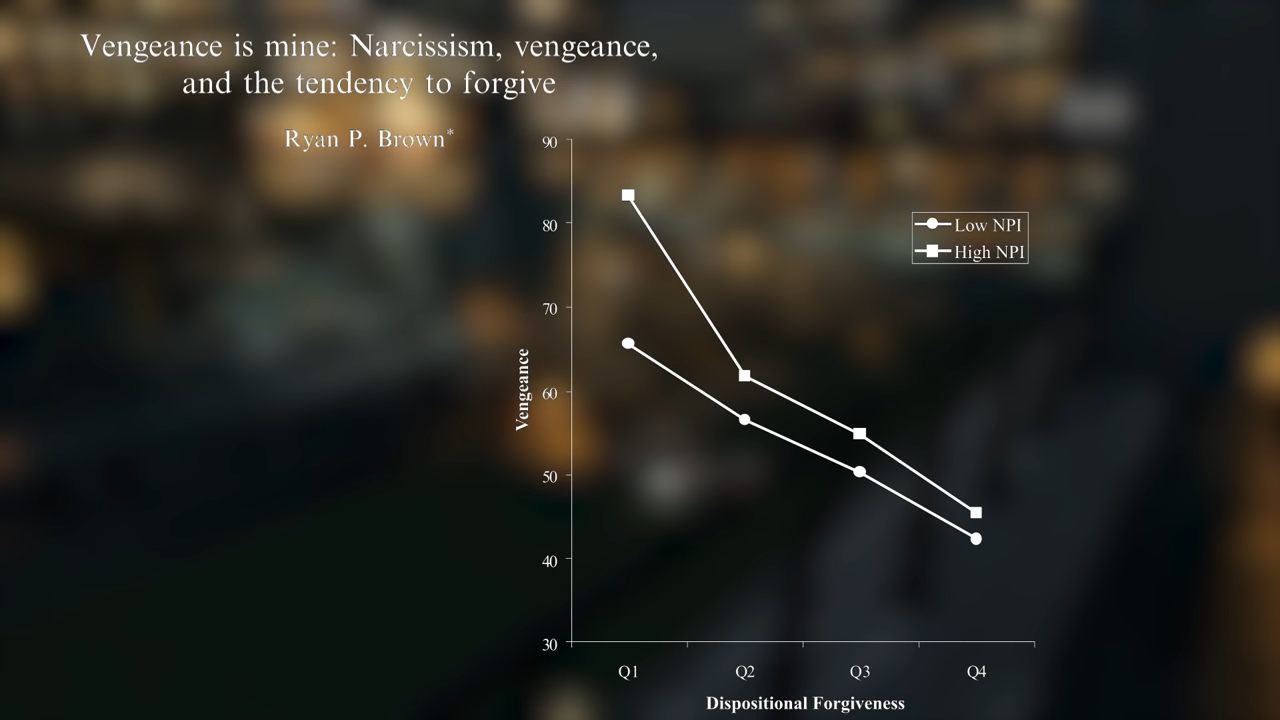 Vengeance is mine: Narcissism, vengeance,
and the tendency to forgive
Ryan P. Brown*
90
80
70
60
50
40
30
Vengeance
Low NPI
High NPI
Q1 Q2 Q3 Q4
Dispositional Forgiveness